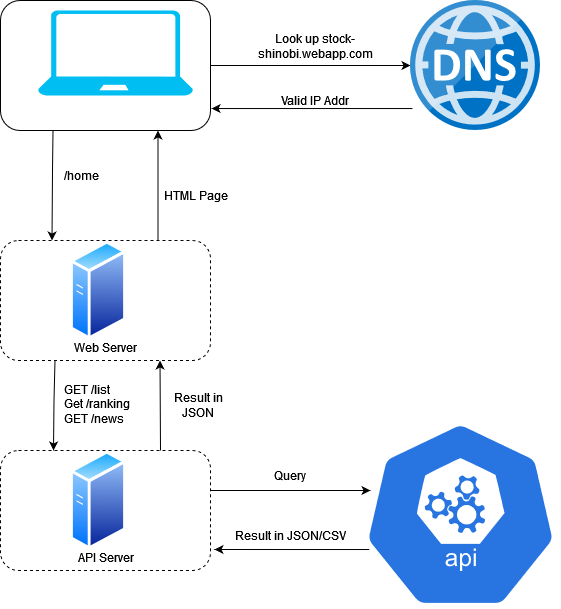 Look up stock-
shinobi.webapp.com
DNS
Valid IP Addr
/home
HTML Page
Web Server
GET /list
Get /ranking
GET /news
Result in
JSON
Query
API Server
Result in JSON/CSV
api